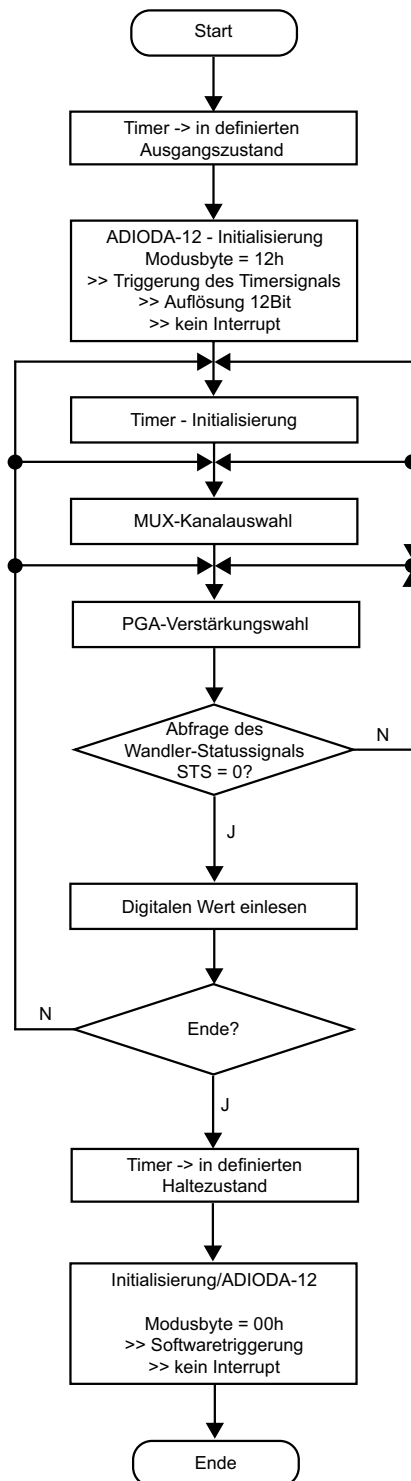 Start
Timer -> in definierten
Ausgangszustand
ADIODA-12 - Initialisierung
Modusbyte = 12h
>> Triggerung des Timersignals
>> Auflösung 12Bit
>> kein Interrupt
Timer - Initialisierung
MUX-Kanalauswahl
PGA-Verstärkungswahl
Abfrage des
Wandler-Statussignals
STS = 0?
N
J
Digitalen Wert einlesen
N
Ende?
J
Timer -> in definierten
Haltezustand
Initialisierung/ADIODA-12
Modusbyte = 00h
>> Softwaretriggerung
>> kein Interrupt
Ende